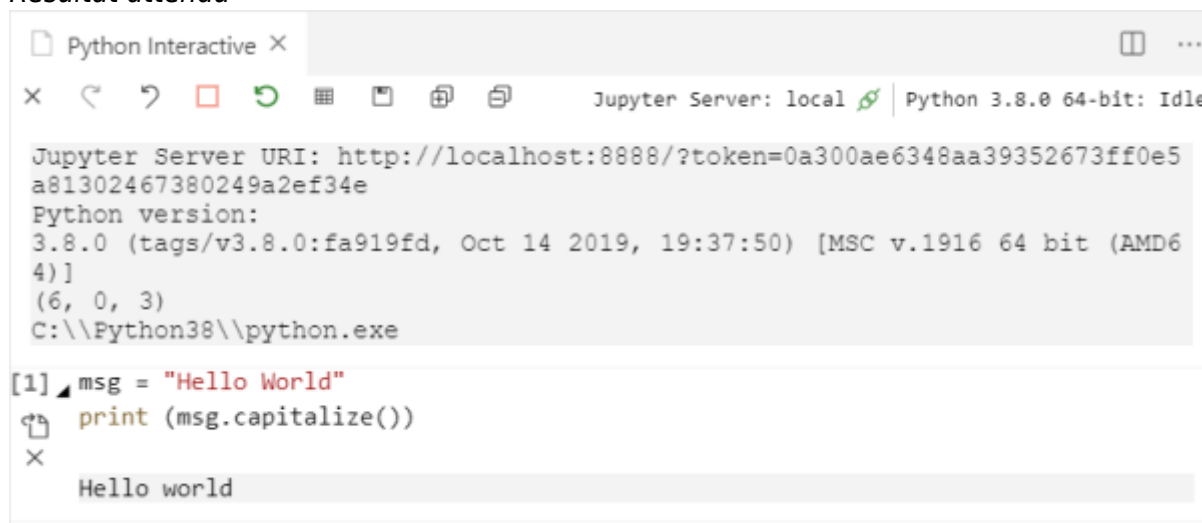 Résultat attendu
Python Interactive ×
Jupyter Server: local | Python 3.8.0 64-bit: Idle
Jupyter Server URI: http://localhost:8888/?token=0a300ae6348aa39352673ff0e5
a81302467380249a2ef34e
Python version:
3.8.0 (tags/v3.8.0:fa919fd, Oct 14 2019, 19:37:50) [MSC v.1916 64 bit (AMD6
4)]
(6, 0, 3)
C:\\Python38\\python.exe
[1] msg = "Hello World"
print (msg.capitalize())
Hello world